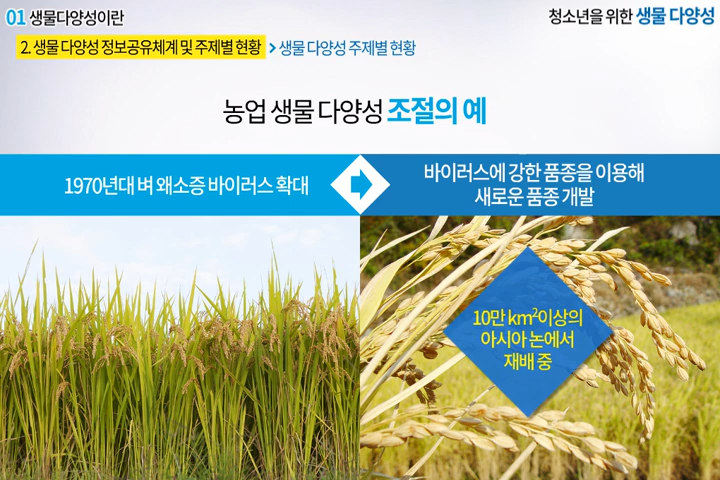 01 생물다양성이란
청소년을 위한 생물 다양성
2. 생물 다양성 정보공유체계 및 주제별 현황 > 생물 다양성 주제별 현황
농업 생물 다양성 조절의 예
1970년대 벼 왜소증 바이러스 확대
바이러스에 강한 품종을 이용해
새로운 품종 개발
10만 km²이상의
아시아 논에서
재배 중